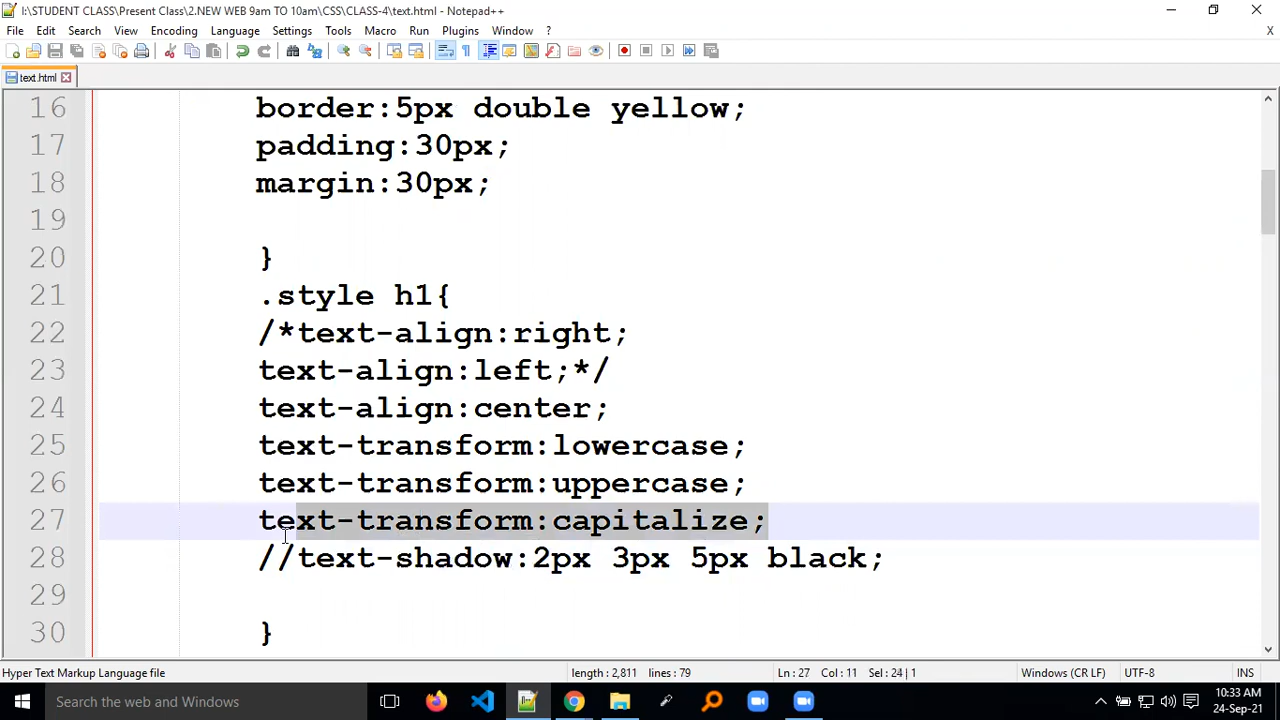 I:\STUDENT CLASS\Present Class\2.NEW WEB 9am TO 10am\CSS\CLASS-4\text.html - Notepad++
File Edit Search View Encoding Language Settings Tools Macro Run Plugins Window ? X
text.html
16 border:5px double yellow;
17 padding:30px;
18 margin:30px;
19
20 }
21 .style h1{
22 /*text-align:right;
23 text-align:left;*/
24 text-align:center;
25 text-transform:lowercase;
26 text-transform:uppercase;
27 text-transform:capitalize;
28 //text-shadow:2px 3px 5px black;
29
30 }
Hyper Text Markup Language file length : 2,811 lines : 79 Ln : 27 Col : 11 Sel : 24 | 1 Windows (CR LF) UTF-8 INS
Search the web and Windows 10:33 AM
24-Sep-21